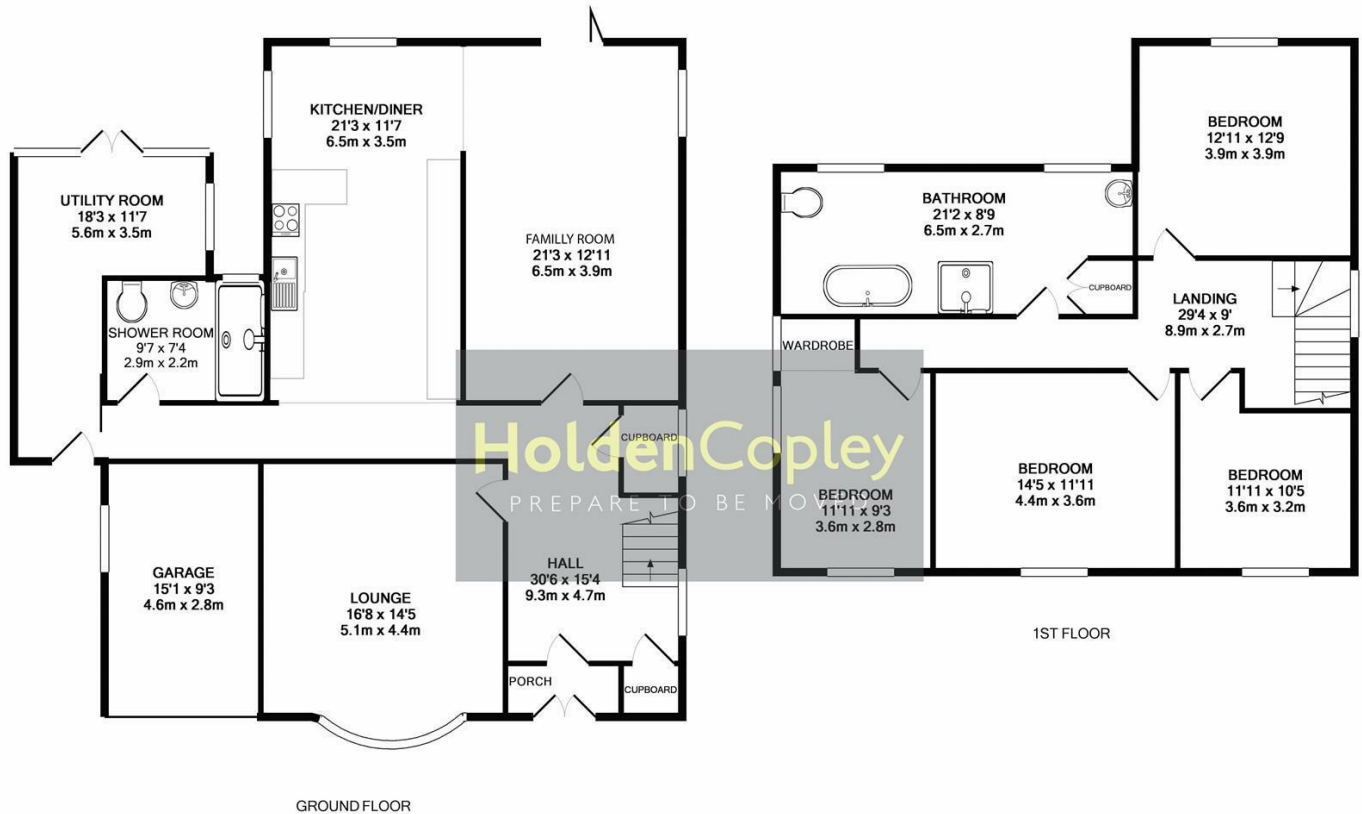 KITCHEN/DINER
21'3 x 11'7
6.5m x 3.5m
UTILITY ROOM
18'3 x 11'7
5.6m x 3.5m
FAMILLY ROOM
21'3 x 12'11
6.5m x 3.9m
SHOWER ROOM
9'7 x 7'4
2.9m x 2.2m
CUPBOARD
GARAGE
15'1 x 9'3
4.6m x 2.8m
LOUNGE
16'8 x 14'5
5.1m x 4.4m
HALL
30'6 x 15'4
9.3m x 4.7m
PORCH
CUPBOARD
GROUND FLOOR
BEDROOM
12'11 x 12'9
3.9m x 3.9m
BATHROOM
21'2 x 8'9
6.5m x 2.7m
CUPBOARD
LANDING
29'4 x 9'
8.9m x 2.7m
WARDROBE
BEDROOM
11'11 x 9'3
3.6m x 2.8m
BEDROOM
14'5 x 11'11
4.4m x 3.6m
BEDROOM
11'11 x 10'5
3.6m x 3.2m
1ST FLOOR
HoldenCopley
PREPARE TO BE MOVED